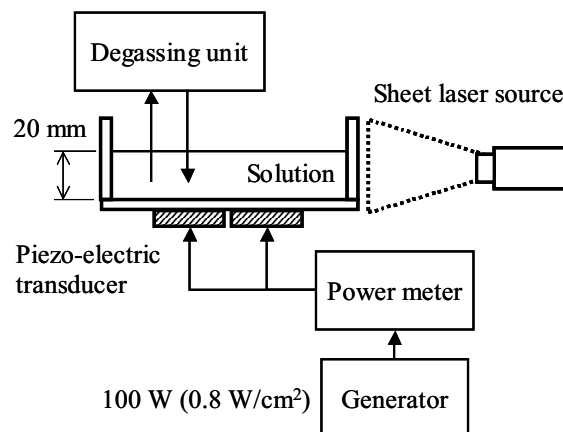 Degassing unit
Sheet laser source
20 mm
Solution
Piezo-electric
transducer
Power meter
100 W (0.8 W/cm²)
Generator